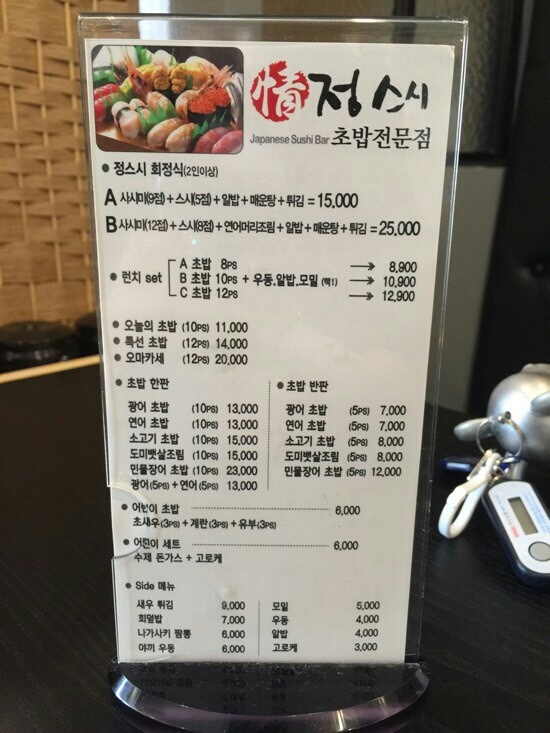 情 정스시
Japanese Sushi Bar 초밥전문점
● 정스시 회정식(2인이상)
A 사시미(9점)+스시(5점)+알밥+매운탕+튀김=15,000
B 사시미(12점)+스시(8점)+연어머리조림+알밥+매운탕+튀김=25,000
● 런치 set
A 초밥 8PS → 8,900
B 초밥 10PS + 우동.알밥.모밀 (택1) → 10,900
C 초밥 12PS → 12,900
● 오늘의 초밥 (10PS) 11,000
● 특선 초밥 (12PS) 14,000
● 오마카세 (12PS) 20,000
● 초밥 한판
광어 초밥 (10PS) 13,000
연어 초밥 (10PS) 13,000
소고기 초밥 (10PS) 15,000
도미뱃살조림 (10PS) 15,000
민물장어 초밥 (10PS) 23,000
광어(5PS)+연어(5PS) 13,000
● 초밥 반판
광어 초밥 (5PS) 7,000
연어 초밥 (5PS) 7,000
소고기 초밥 (5PS) 8,000
도미뱃살조림 (5PS) 8,000
민물장어 초밥 (5PS) 12,000
● 어린이 초밥 6,000
초새우(3PS)+계란(3PS)+유부(3PS)
● 어린이 세트 6,000
수제 돈가스 + 고로케
● Side 메뉴
새우 튀김 9,000
회덮밥 7,000
나가사키 짬뽕 6,000
야끼 우동 6,000
모밀 5,000
우동 4,000
알밥 4,000
고로케 3,000